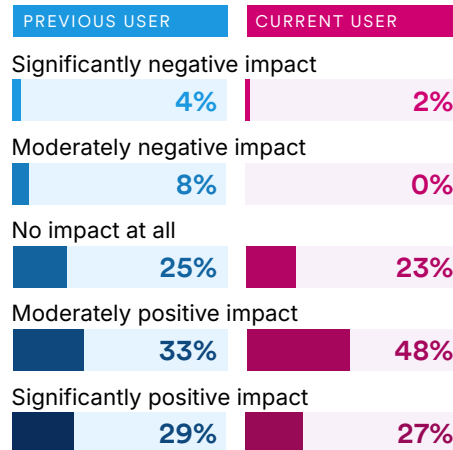 PREVIOUS USER CURRENT USER
Significantly negative impact
4% 2%
Moderately negative impact
8% 0%
No impact at all
25% 23%
Moderately positive impact
33% 48%
Significantly positive impact
29% 27%